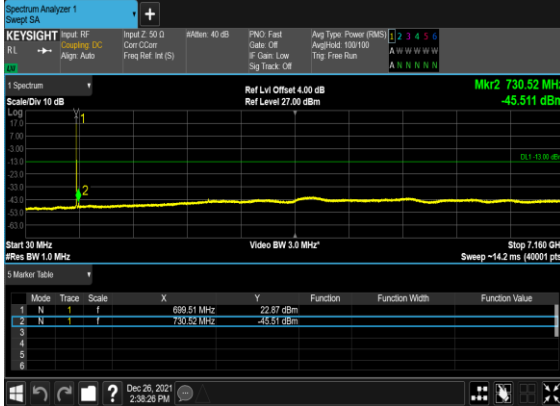 Spectrum Analyzer 1
Swept SA
+
KEYSIGHT Input: RF Input Z: 50 Ω #Atten: 40 dB PNO: Fast Avg Type: Power (RMS) 1 2 3 4 5 6
RL Coupling: DC Corr CCorr Gate: Off Avg|Hold: 100/100 A W W W W W
Align: Auto Freq Ref: Int (S) IF Gain: Low Trig: Free Run
Sig Track: Off A N N N N N
1 Spectrum Ref Lvl Offset 4.00 dB Mkr2 730.52 MHz
Scale/Div 10 dB Ref Level 27.00 dBm -45.511 dBm
Log
17.0 1
7.00
-3.00
-13.0 DL1 -13.00 dBm
-23.0
-33.0 2
-43.0
-53.0
-63.0
Start 30 MHz Video BW 3.0 MHz* Stop 7.160 GH
#Res BW 1.0 MHz Sweep ~14.2 ms (40001 pts
5 Marker Table
Mode Trace Scale X Y Function Function Width Function Value
1 N 1 f 699.51 MHz 22.87 dBm
2 N 1 f 730.52 MHz -45.51 dBm
3
4
5
6
? Dec 26, 2021
2:38:26 PM